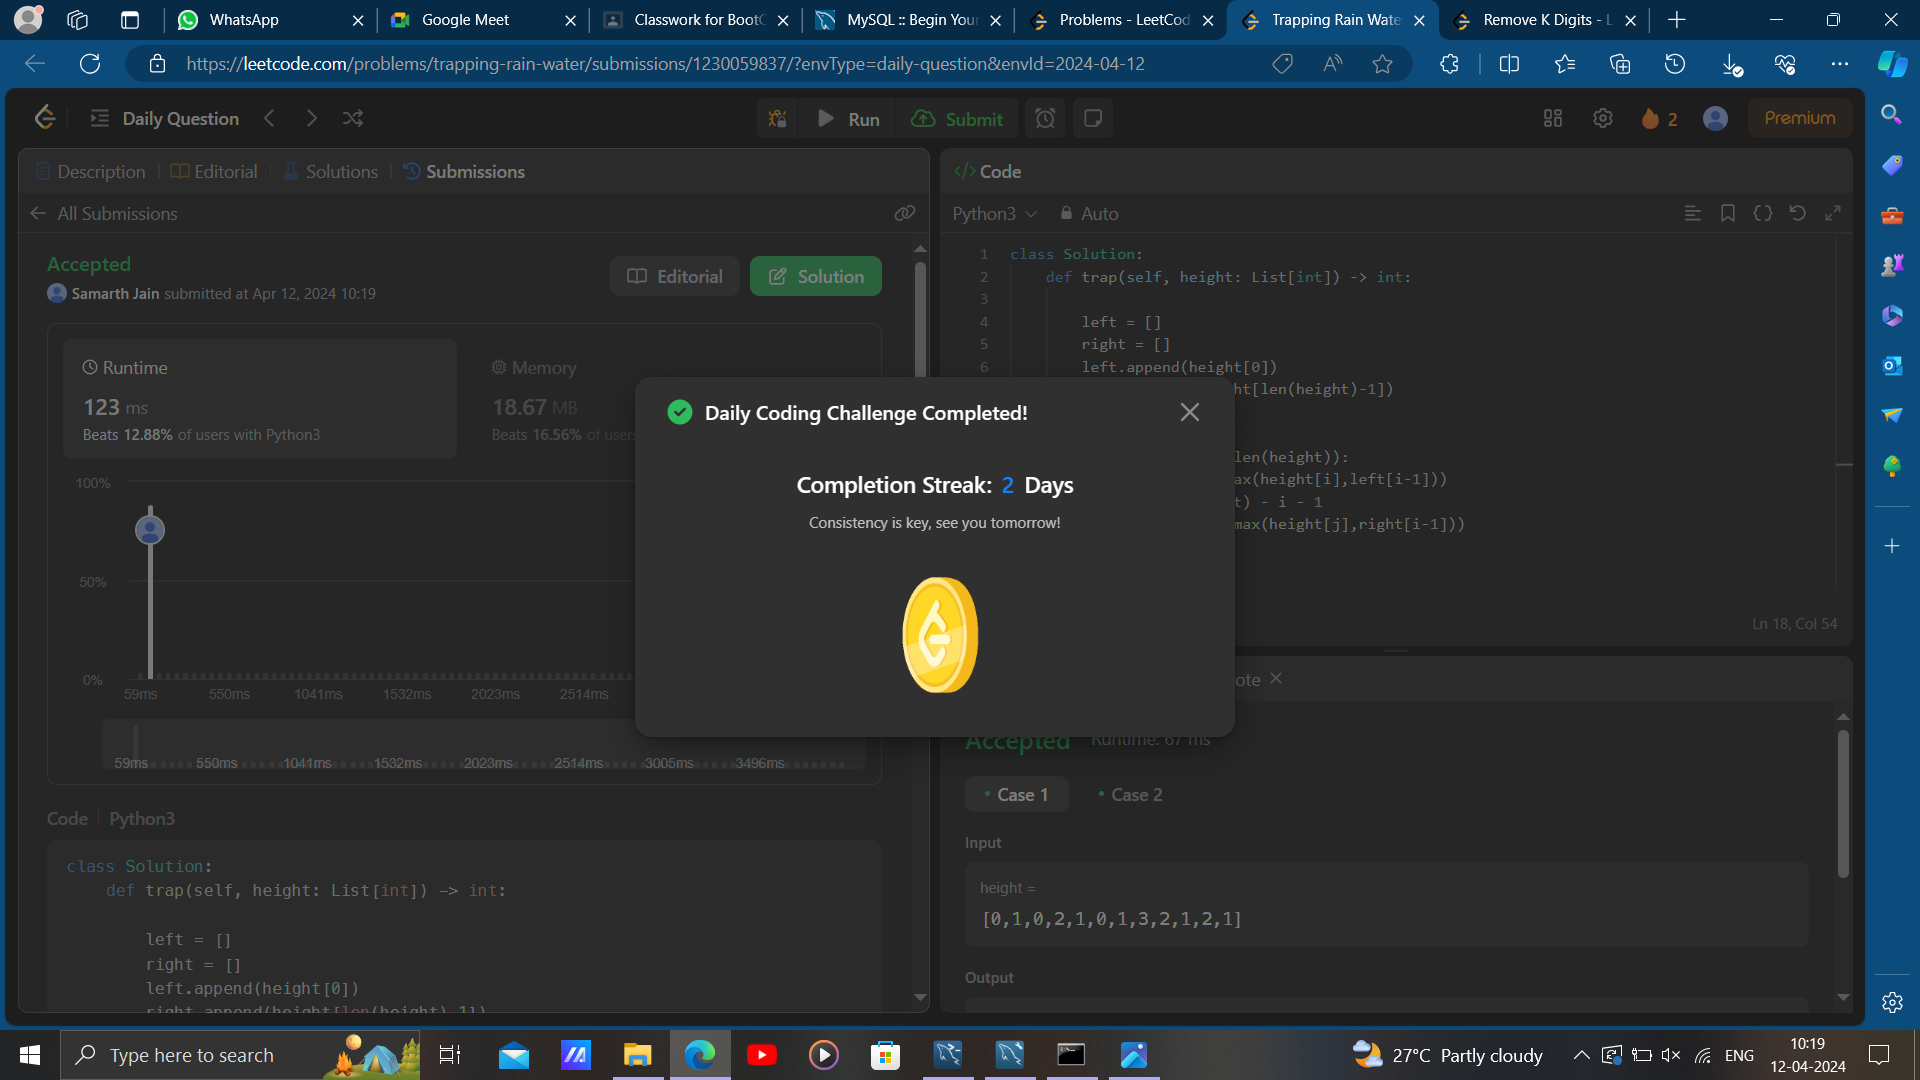 WhatsApp
Google Meet
Classwork for BootC
MySQL :: Begin Your
Problems - LeetCod
Trapping Rain Wate
Remove K Digits - L
https://leetcode.com/problems/trapping-rain-water/submissions/1230059837/?envType=daily-question&envId=2024-04-12
Daily Question
Run
Submit
2
Premium
Description
Editorial
Solutions
Submissions
All Submissions
Accepted
Samarth Jain submitted at Apr 12, 2024 10:19
Editorial
Solution
Runtime
123 ms
Beats 12.88% of users with Python3
Memory
18.67 MB
Beats 16.56% of users
100%
50%
0%
59ms 550ms 1041ms 1532ms 2023ms 2514ms
59ms 550ms 1041ms 1532ms 2023ms 2514ms 3005ms 3496ms
Code Python3
class Solution:
def trap(self, height: List[int]) -> int:
left = []
right = []
left.append(height[0])
right.append(height[len(height)-1])
</> Code
Python3
Auto
1 class Solution:
2 def trap(self, height: List[int]) -> int:
3
4 left = []
5 right = []
6 left.append(height[0])
ht[len(height)-1])
len(height)):
ax(height[i],left[i-1]))
t) - i - 1
max(height[j],right[i-1]))
Ln 18, Col 54
Daily Coding Challenge Completed!
Completion Streak: 2 Days
Consistency is key, see you tomorrow!
ote
Accepted Runtime: 67 ms
Case 1
Case 2
Input
height =
[0,1,0,2,1,0,1,3,2,1,2,1]
Output
Type here to search
27°C Partly cloudy
ENG
10:19
12-04-2024